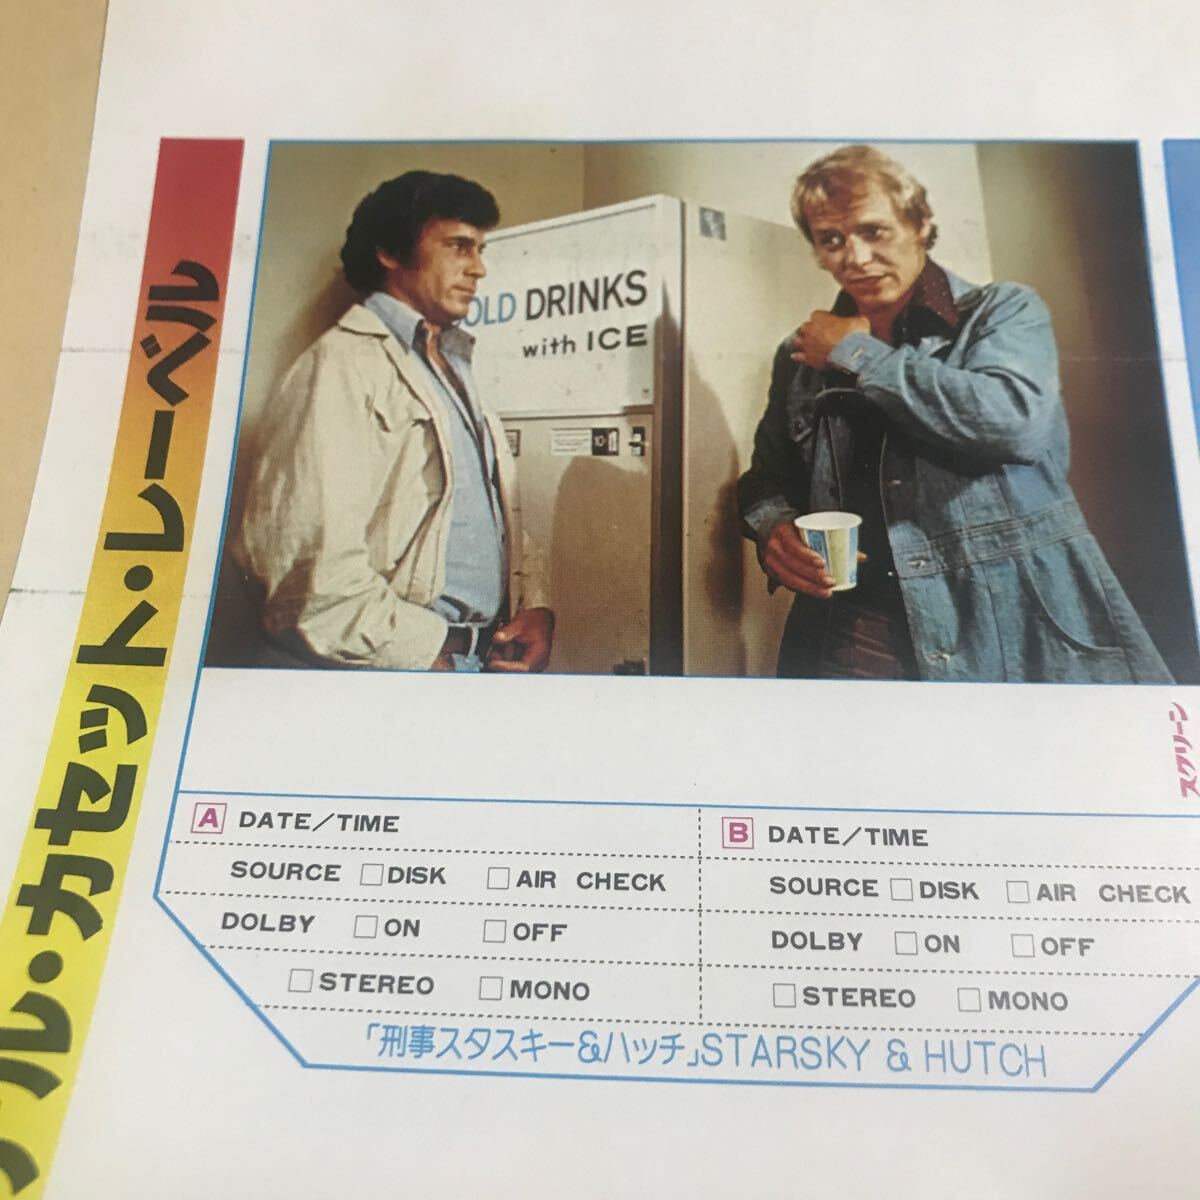 ル・カセット・レーベル
COLD DRINKS
with ICE
10¢
スクリーン
A DATE/TIME
SOURCE □DISK □AIR CHECK
DOLBY □ON □OFF
□STEREO □MONO
B DATE/TIME
SOURCE □DISK □AIR CHECK
DOLBY □ON □OFF
□STEREO □MONO
「刑事スタスキー&ハッチ」STARSKY & HUTCH